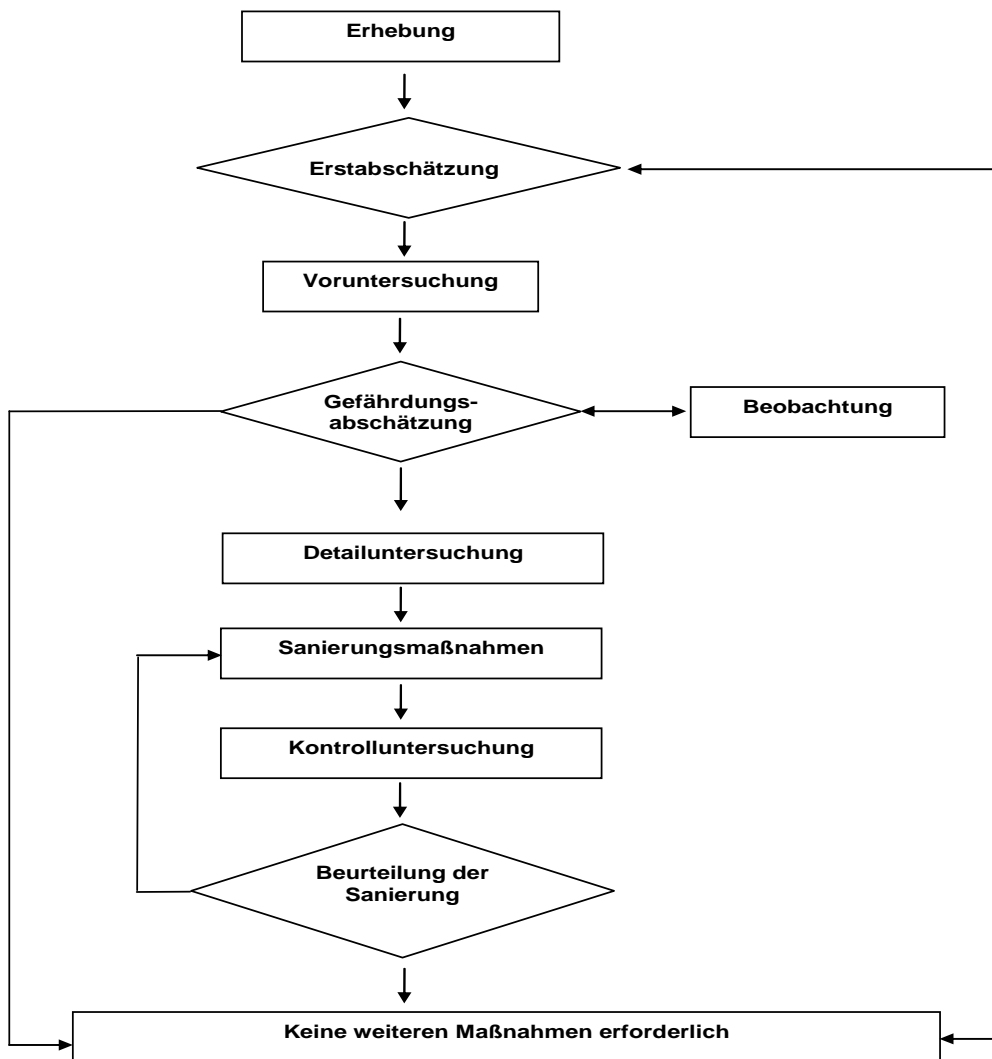 Erhebung
Erstabschätzung
Voruntersuchung
Gefährdungs-
abschätzung
Beobachtung
Detailuntersuchung
Sanierungsmaßnahmen
Kontrolluntersuchung
Beurteilung der
Sanierung
Keine weiteren Maßnahmen erforderlich